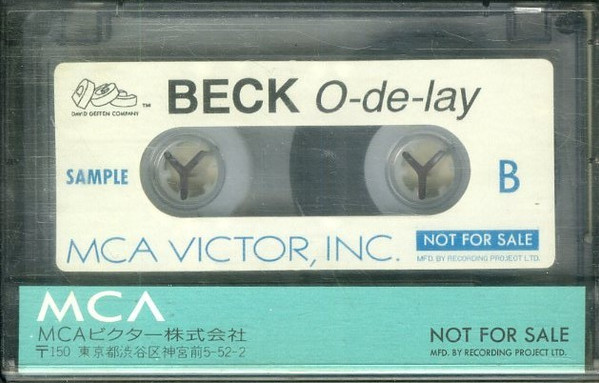 DAVID GEFFEN COMPANY
TM
BECK O-de-lay
SAMPLE
B
MCA VICTOR, INC.
NOT FOR SALE
MFD. BY RECORDING PROJECT LTD.
MCA
MCAビクター株式会社
〒150 東京都渋谷区神宮前5-52-2
NOT FOR SALE
MFD. BY RECORDING PROJECT LTD.